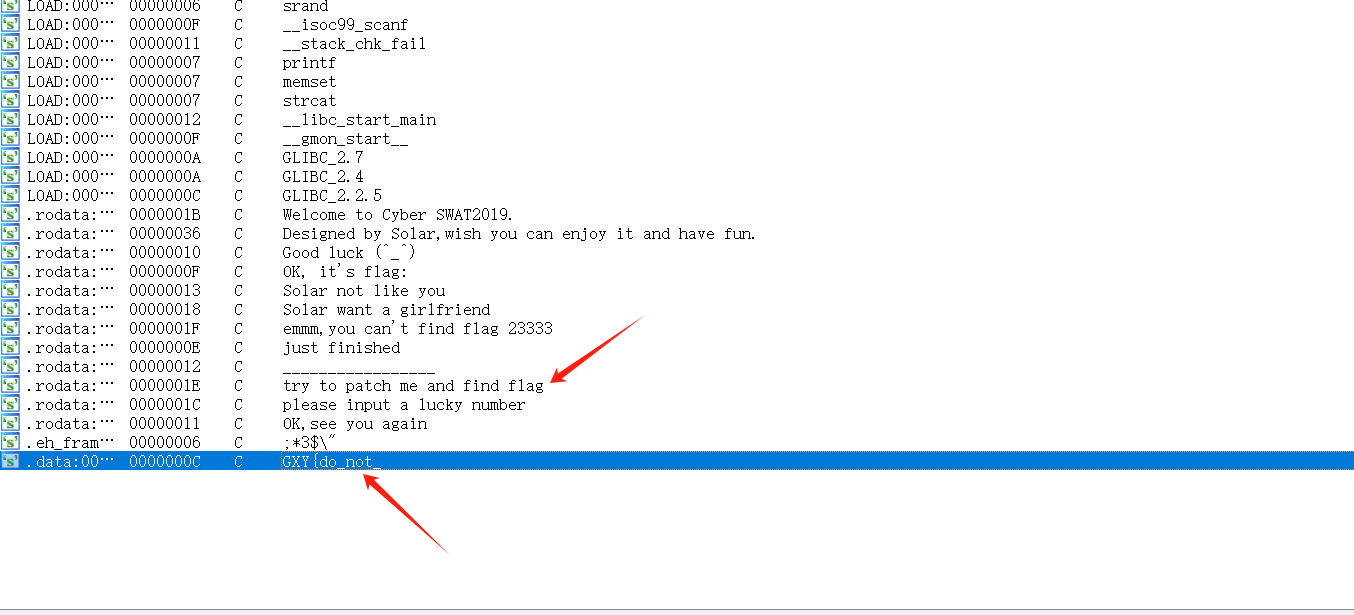 LOAD:000… 00000006 C srand
LOAD:000… 0000000F C __isoc99_scanf
LOAD:000… 00000011 C __stack_chk_fail
LOAD:000… 00000007 C printf
LOAD:000… 00000007 C memset
LOAD:000… 00000007 C strcat
LOAD:000… 00000012 C __libc_start_main
LOAD:000… 0000000F C __gmon_start__
LOAD:000… 0000000A C GLIBC_2.7
LOAD:000… 0000000A C GLIBC_2.4
LOAD:000… 0000000C C GLIBC_2.2.5
.rodata:… 0000001B C Welcome to Cyber SWAT2019.
.rodata:… 00000036 C Designed by Solar,wish you can enjoy it and have fun.
.rodata:… 00000010 C Good luck (^_^)
.rodata:… 0000000F C OK, it's flag:
.rodata:… 00000013 C Solar not like you
.rodata:… 00000018 C Solar want a girlfriend
.rodata:… 0000001F C emmm,you can't find flag 23333
.rodata:… 0000000E C just finished
.rodata:… 00000012 C _________________
.rodata:… 0000001E C try to patch me and find flag
.rodata:… 0000001C C please input a lucky number
.rodata:… 00000011 C OK,see you again
.eh_fram… 00000006 C ;*3$\"
.data:00… 0000000C C GXY{do_not_